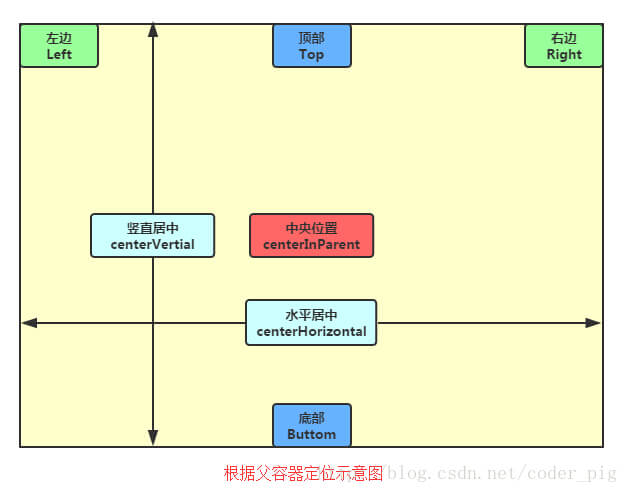 左边
Left
顶部
Top
右边
Right
竖直居中
centerVertial
中央位置
centerInParent
水平居中
centerHorizontal
底部
Buttom
根据父容器定位示意图
/blog.csdn.net/coder_pig